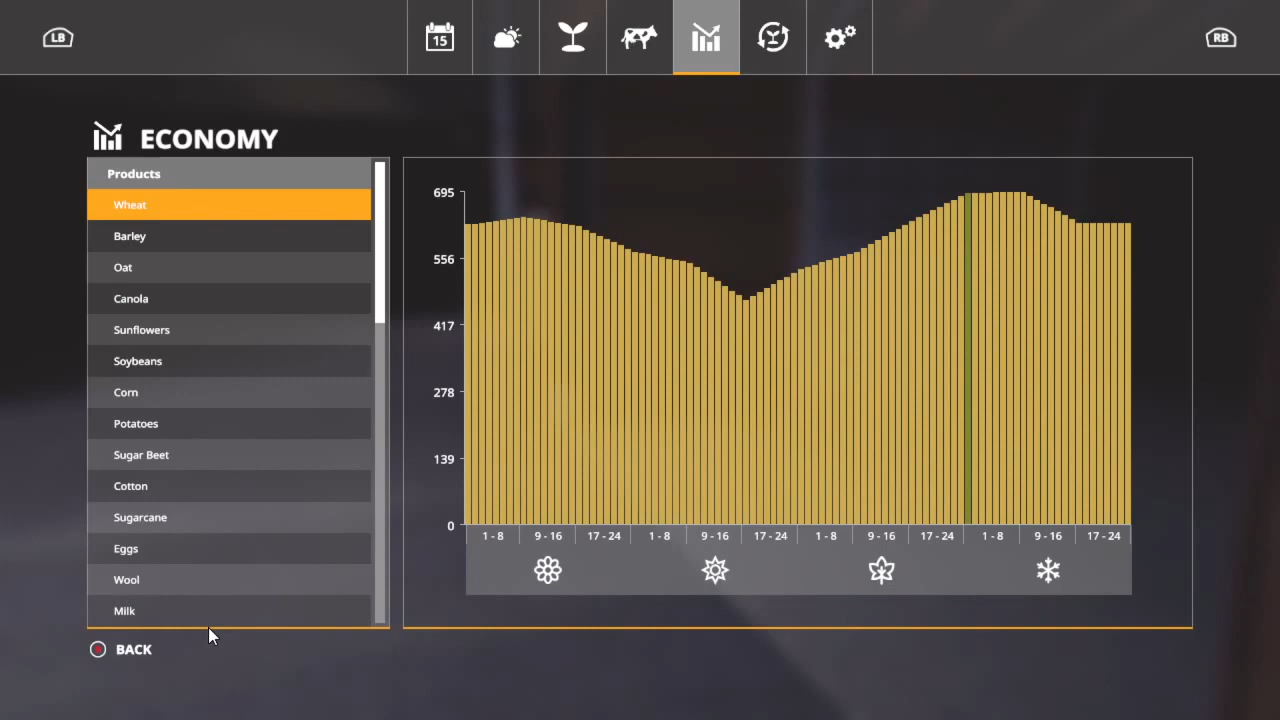 LB
15
RB
ECONOMY
Products
Wheat
Barley
Oat
Canola
Sunflowers
Soybeans
Corn
Potatoes
Sugar Beet
Cotton
Sugarcane
Eggs
Wool
Milk
695
556
417
278
139
0
1 - 8 9 - 16 17 - 24 1 - 8 9 - 16 17 - 24 1 - 8 9 - 16 17 - 24 1 - 8 9 - 16 17 - 24
BACK